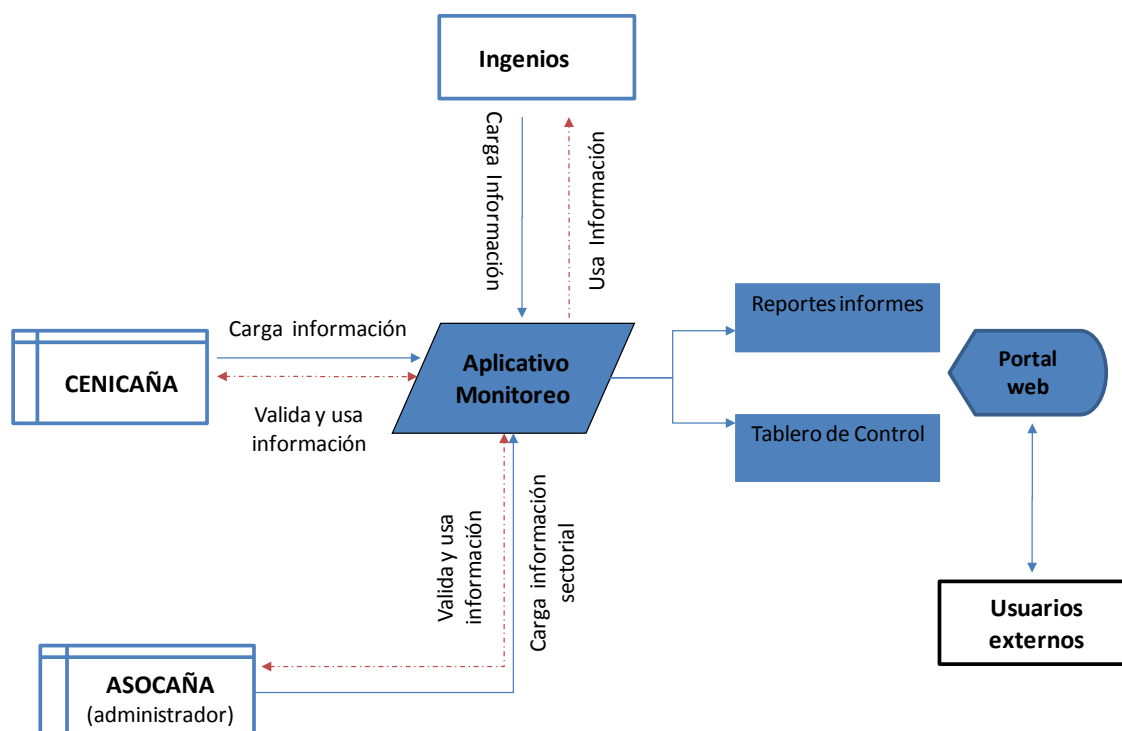 Ingenios
Carga Información
Usa Información
Carga información
CENICAÑA
Valida y usa
información
Aplicativo
Monitoreo
Reportes informes
Tablero de Control
Portal
web
Valida y usa
información
Carga información
sectorial
Usuarios
externos
ASOCAÑA
(administrador)